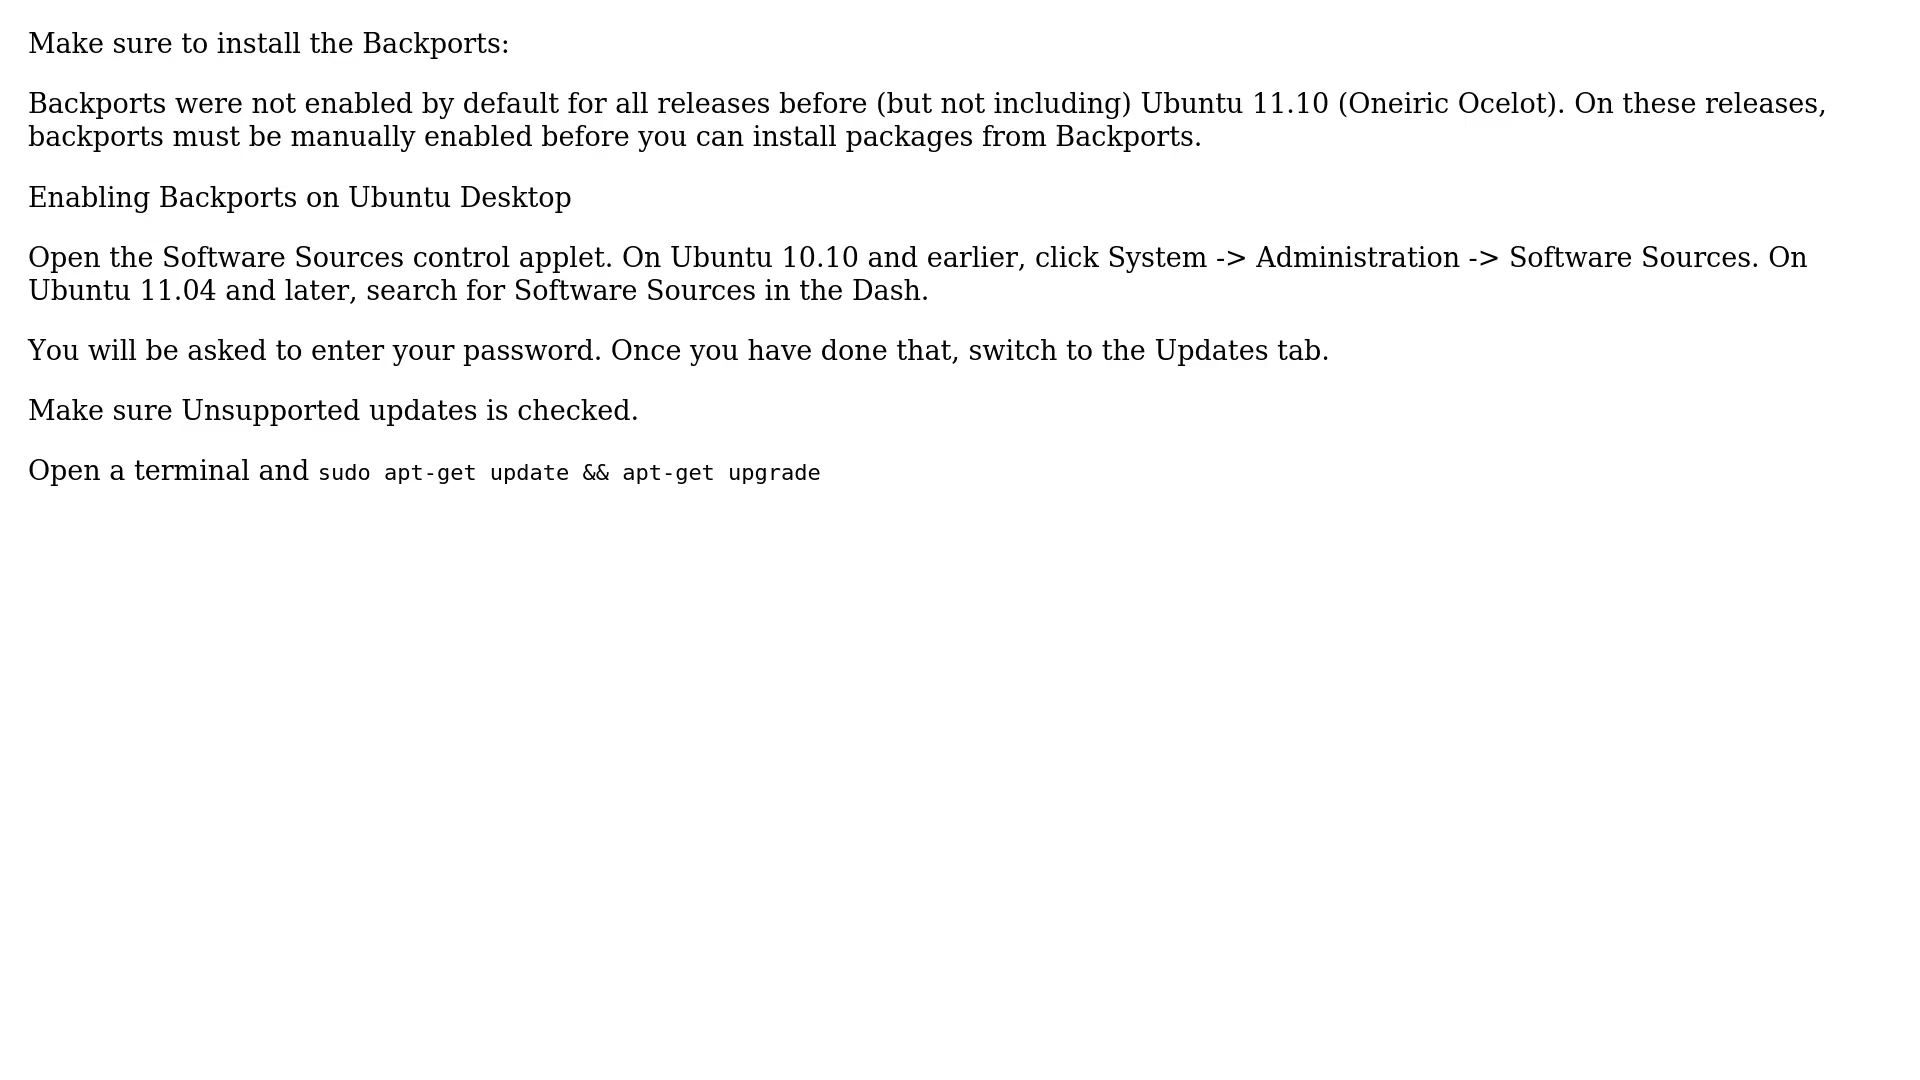 Make sure to install the Backports:
Backports were not enabled by default for all releases before (but not including) Ubuntu 11.10 (Oneiric Ocelot). On these releases,
backports must be manually enabled before you can install packages from Backports.
Enabling Backports on Ubuntu Desktop
Open the Software Sources control applet. On Ubuntu 10.10 and earlier, click System -> Administration -> Software Sources. On
Ubuntu 11.04 and later, search for Software Sources in the Dash.
You will be asked to enter your password. Once you have done that, switch to the Updates tab.
Make sure Unsupported updates is checked.
Open a terminal and sudo apt-get update && apt-get upgrade